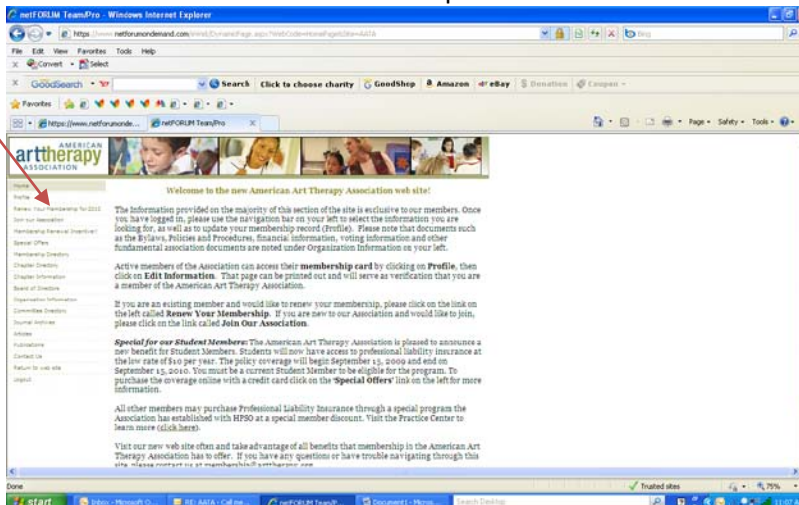 netFORUM Team/Pro - Windows Internet Explorer
File Edit View Favorites Tools Help
Convert Select
GoodSearch Search Click to choose charity GoodShop Amazon eBay Donation Coupon
Favorites
https://www.netforumonde... netFORUM Team/Pro Page Safety Tools
AMERICAN
arttherapy
ASSOCIATION
Home
Profile
Renew Your Membership for 2010
Join our Association
Membership Renewal Incentive!
Special Offers
Membership Directory
Chapter Directory
Chapter Information
Board of Directors
Organization Information
Committee Directory
Journal Archives
Articles
Publications
Contact Us
Return to web site
Logout
Welcome to the new American Art Therapy Association web site!
The Information provided on the majority of this section of the site is exclusive to our members. Once
you have logged in, please use the navigation bar on your left to select the information you are
looking for, as well as to update your membership record (Profile). Please note that documents such
as the Bylaws, Policies and Procedures, financial information, voting information and other
fundamental association documents are noted under Organization Information on your left.
Active members of the Association can access their membership card by clicking on Profile, then
click on Edit Information. That page can be printed out and will serve as verification that you are
a member of the American Art Therapy Association.
If you are an existing member and would like to renew your membership, please click on the link on
the left called Renew Your Membership. If you are new to our Association and would like to join,
please click on the link called Join Our Association.
Special for our Student Members: The American Art Therapy Association is pleased to announce a
new benefit for Student Members. Students will now have access to professional liability insurance at
the low rate of $10 per year. The policy coverage will begin September 15, 2009 and end on
September 15, 2010. You must be a current Student Member to be eligible for the program. To
purchase the coverage online with a credit card click on the 'Special Offers' link on the left for more
information.
All other members may purchase Professional Liability Insurance through a special program the
Association has established with HPSO at a special member discount. Visit the Practice Center to
learn more (click here).
Visit our new web site often and take advantage of all benefits that membership in the American Art
Therapy Association has to offer. If you have any questions or have trouble navigating through this
site, please contact us at membership@arttherapy.org
Done Trusted sites 75%
start Inbox - Microsoft O... RE: AATA - Call me... netFORUM Team/P... Document1 - Micros... Search Desktop 11:07 A